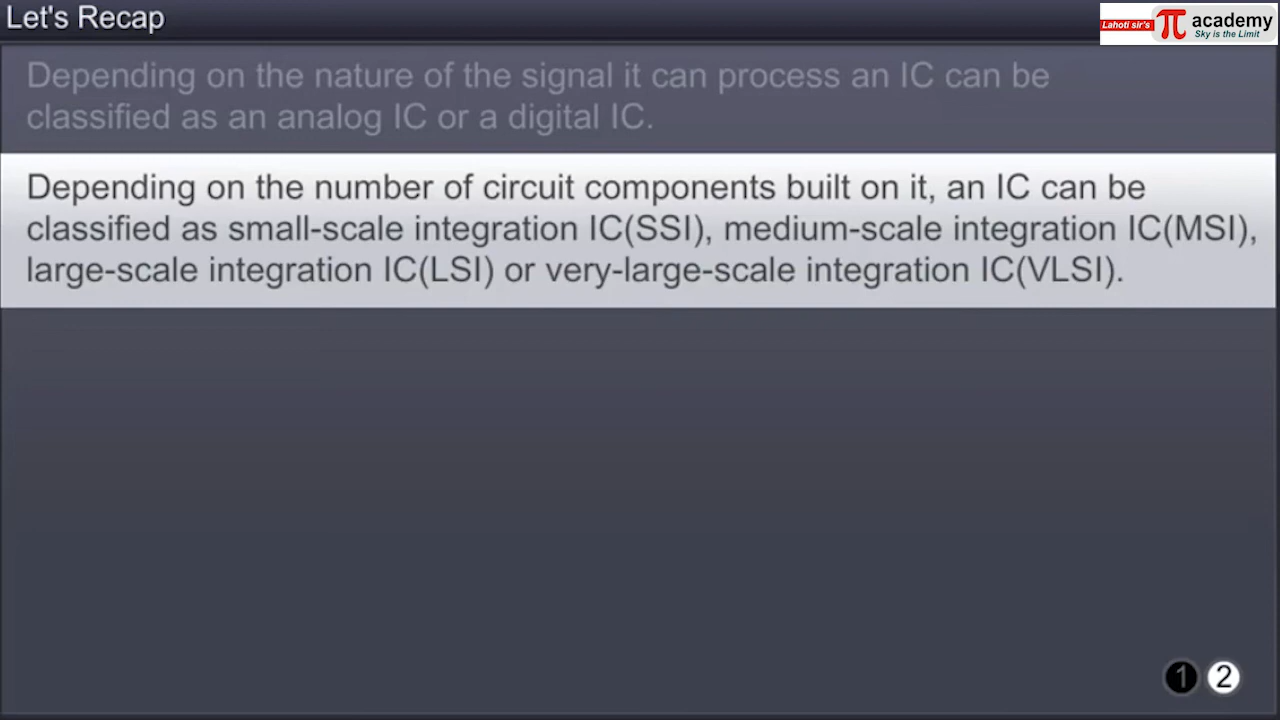 Let's Recap
Lahoti sir's π academy
Sky is the Limit
Depending on the nature of the signal it can process an IC can be
classified as an analog IC or a digital IC.
Depending on the number of circuit components built on it, an IC can be
classified as small-scale integration IC(SSI), medium-scale integration IC(MSI),
large-scale integration IC(LSI) or very-large-scale integration IC(VLSI).
1 2